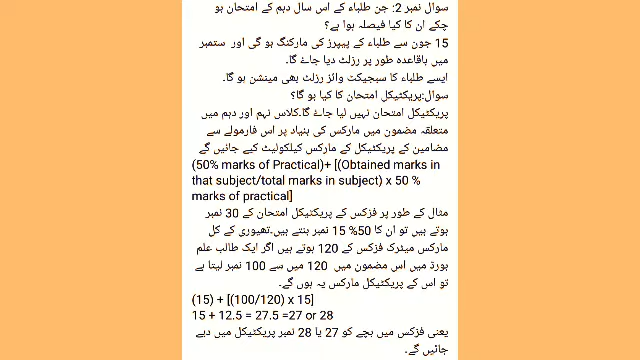 سوال نمبر 2: جن طلباء کے اس سال دہم کے امتحان ہو
چکے ان کا کیا فیصلہ ہوا ہے؟
15 جون سے طلباء کے پیپرز کی مارکنگ ہو گی اور ستمبر
میں باقاعدہ طور پر رزلٹ دیا جاۓ گا۔
ایسے طلباء کا سبجیکٹ وائز رزلٹ بھی مینشن ہو گا۔
سوال:پریکٹیکل امتحان کا کیا ہو گا؟
پریکٹیکل امتحان نہیں لیا جاۓ گا۔کلاس نہم اور دہم میں
متعلقہ مضمون میں مارکس کی بنیاد پر اس فارمولے سے
مضامین کے پریکٹیکل کے مارکس کیلکولیٹ کیے جائیں گے
(50% marks of Practical)+ [(Obtained marks in
that subject/total marks in subject) x 50 %
marks of practical]
مثال کے طور پر فزکس کے پریکٹیکل امتحان کے 30 نمبر
ہوتے ہیں تو ان کا 50% 15 نمبر بنتے ہیں۔تھیوری کے کل
مارکس میٹرک فزکس کے 120 ہوتے ہیں اگر ایک طالب علم
بورڈ میں اس مضمون میں 120 میں سے 100 نمبر لیتا ہے
تو اس کے پریکٹیکل مارکس یہ ہوں گے۔
(15) + [(100/120) x 15]
15 + 12.5 = 27.5 =27 or 28
یعنی فزکس میں بچے کو 27 یا 28 نمبر پریکٹیکل میں دیے
جائیں گے۔